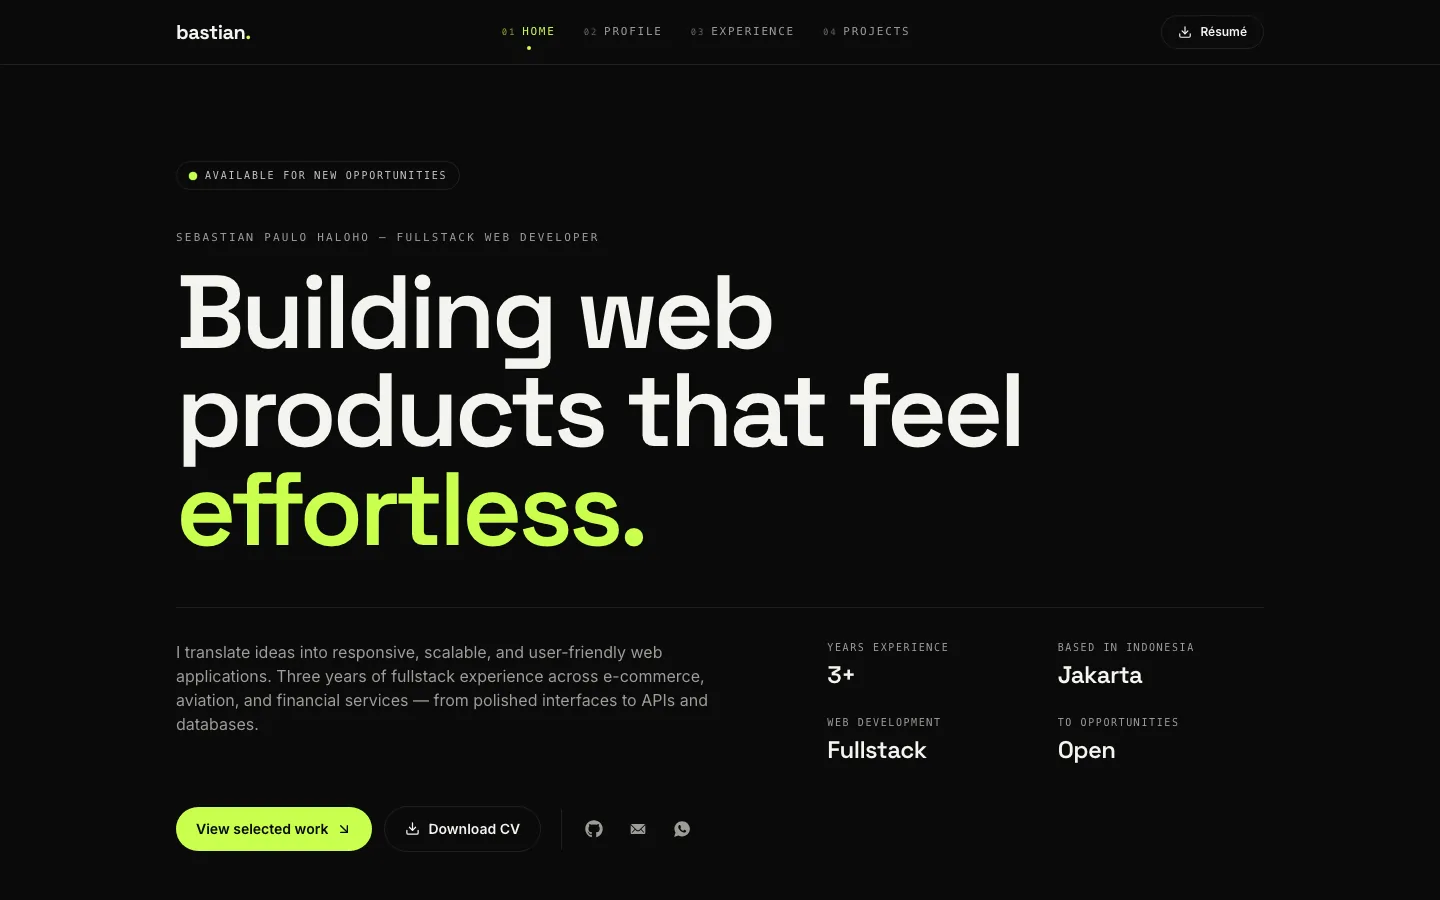 bastian.
01 HOME
02 PROFILE
03 EXPERIENCE
04 PROJECTS
Résumé
AVAILABLE FOR NEW OPPORTUNITIES
SEBASTIAN PAULO HALOHO — FULLSTACK WEB DEVELOPER
Building web
products that feel
effortless.
I translate ideas into responsive, scalable, and user-friendly web
applications. Three years of fullstack experience across e-commerce,
aviation, and financial services — from polished interfaces to APIs and
databases.
YEARS EXPERIENCE
3+
BASED IN INDONESIA
Jakarta
WEB DEVELOPMENT
Fullstack
TO OPPORTUNITIES
Open
View selected work
Download CV